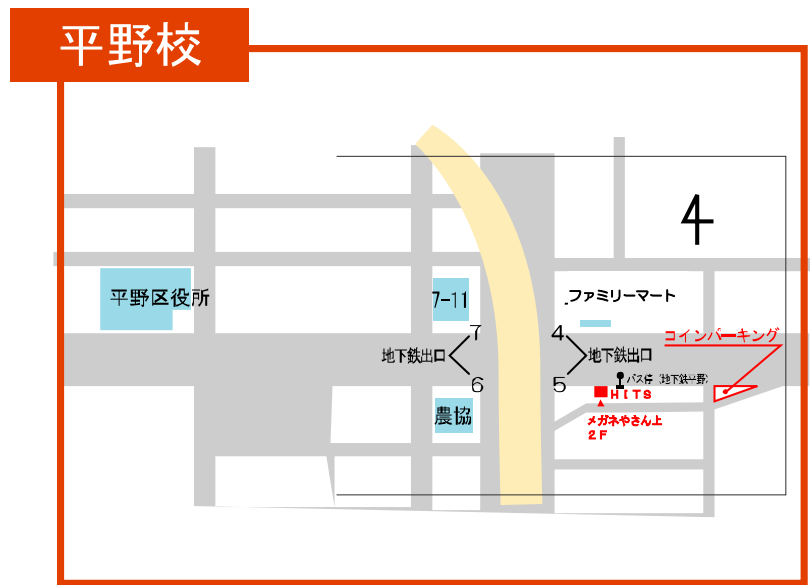 平野校
平野区役所
7-11
ファミリーマート
コインパーキング
7
4
地下鉄出口
地下鉄出口
6
5
バス停（地下鉄平野）
HITS
農協
メガネやさん上
2F